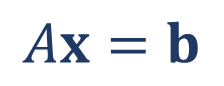 Ax = b